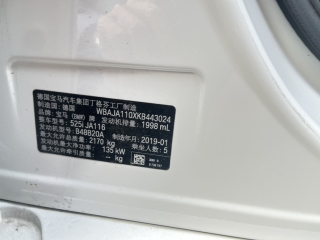 德国宝马汽车集团丁格芬工厂制造
制造国：德国 WBAJA110XKB443024
品牌：宝马 (BMW) 牌 发动机排量：1998 mL
型号：525i JA116
发动机型号：B48B20A 制造年月：2019-01
最大允许总质量：2170 kg 乘坐人数：5
发动机最大净功率：135 kW
-- kg